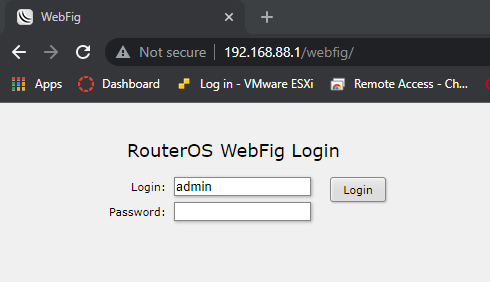 WebFig
Not secure 192.168.88.1/webfig/
Apps Dashboard Log in - VMware ESXi Remote Access - Ch...
RouterOS WebFig Login
Login: admin Login
Password: